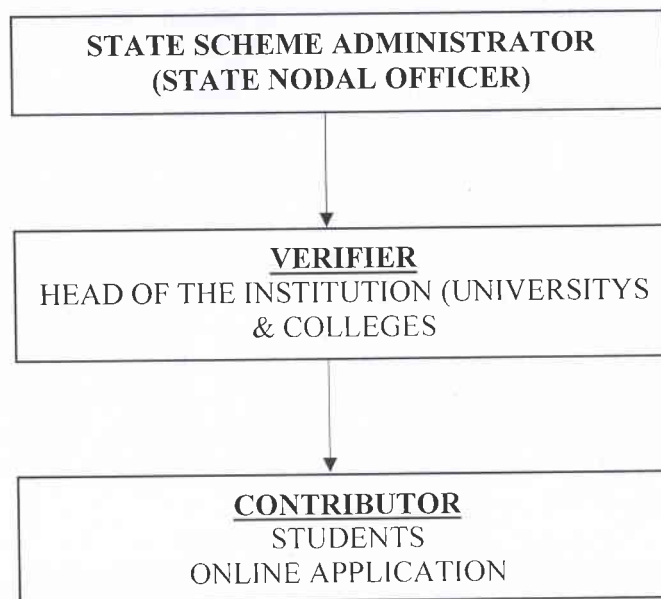 STATE SCHEME ADMINISTRATOR
(STATE NODAL OFFICER)
VERIFIER
HEAD OF THE INSTITUTION (UNIVERSITYS
& COLLEGES
CONTRIBUTOR
STUDENTS
ONLINE APPLICATION